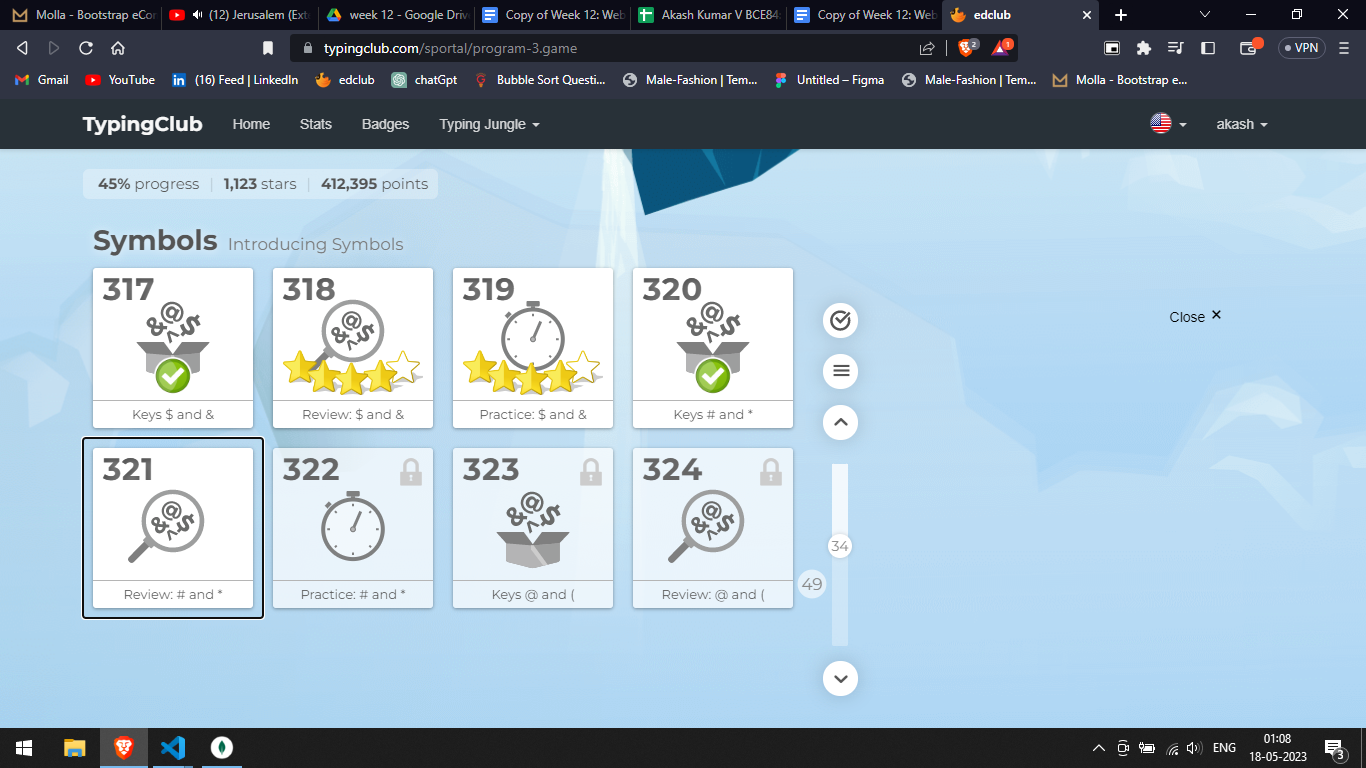 Molla - Bootstrap eCor
(12) Jerusalem (Ext
week 12 - Google Driv
Copy of Week 12: Web
Akash Kumar V BCE84
Copy of Week 12: Web
edclub
typingclub.com/sportal/program-3.game
2
1
VPN
Gmail
YouTube
(16) Feed | LinkedIn
edclub
chatGpt
Bubble Sort Questi...
Male-Fashion | Tem...
Untitled – Figma
Male-Fashion | Tem...
Molla - Bootstrap e...
TypingClub
Home
Stats
Badges
Typing Jungle
akash
45% progress
1,123 stars
412,395 points
Symbols Introducing Symbols
317
Keys $ and &
318
Review: $ and &
319
Practice: $ and &
320
Keys # and *
Close ×
321
Review: # and *
322
Practice: # and *
323
Keys @ and (
324
Review: @ and (
34
49
ENG
01:08
18-05-2023
3